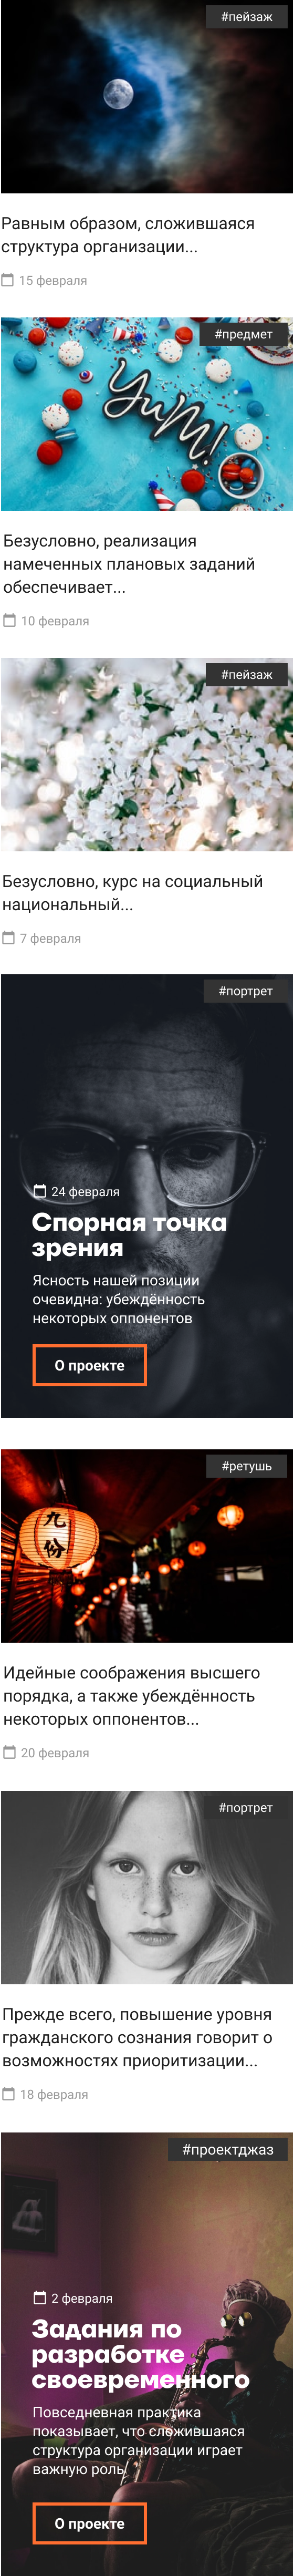 #пейзаж
Равным образом, сложившаяся
структура организации...
15 февраля
#предмет
Yum!
Безусловно, реализация
намеченных плановых заданий
обеспечивает...
10 февраля
#пейзаж
Безусловно, курс на социальный
национальный...
7 февраля
#портрет
24 февраля
Спорная точка
зрения
Ясность нашей позиции
очевидна: убеждённость
некоторых оппонентов
О проекте
#ретушь
九
份
Идейные соображения высшего
порядка, а также убеждённость
некоторых оппонентов...
20 февраля
#портрет
Прежде всего, повышение уровня
гражданского сознания говорит о
возможностях приоритизации...
18 февраля
#проектджаз
2 февраля
Задания по
разработке
своевременного
Повседневная практика
показывает, что сложившаяся
структура организации играет
важную роль
О проекте